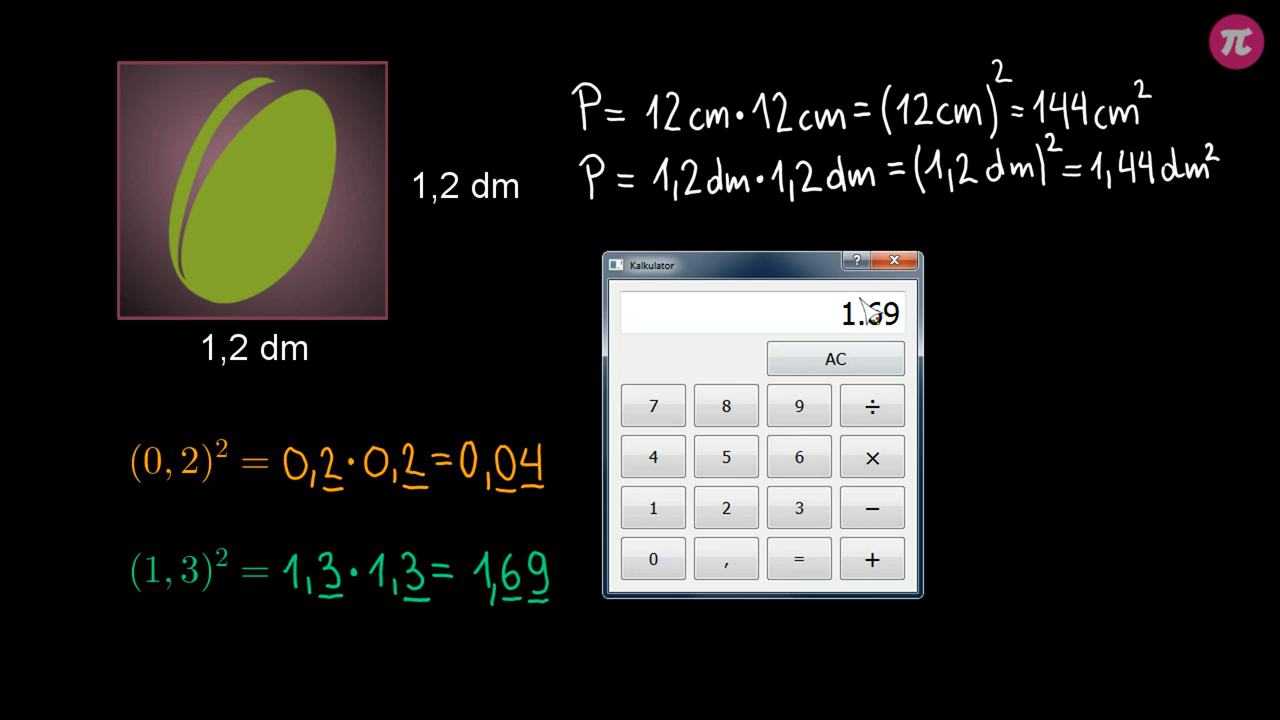 π
P = 12 cm · 12 cm = (12 cm)² = 144 cm²
P = 1,2 dm · 1,2 dm = (1,2 dm)² = 1,44 dm²
1,2 dm
1,2 dm
Kalkulator
?
1.69
AC
7 8 9 ÷
4 5 6 ×
1 2 3 −
0 , = +
(0, 2)² = 0,2 · 0,2 = 0,04
(1, 3)² = 1,3 · 1,3 = 1,69